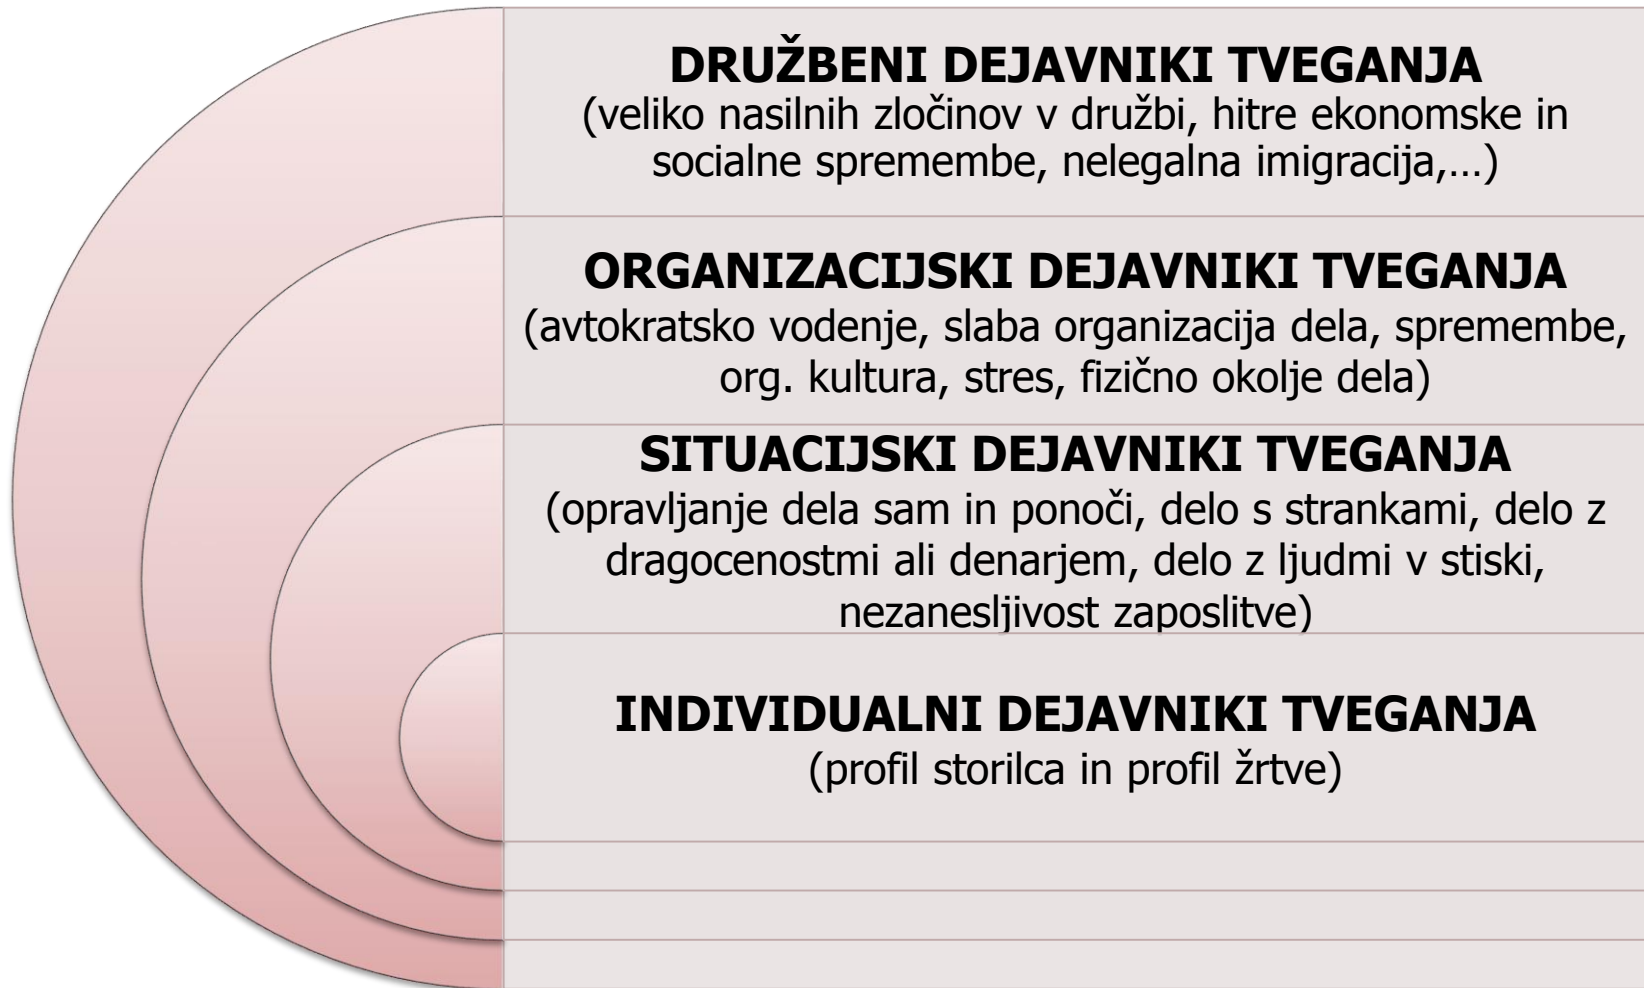 DRUŽBENI DEJAVNIKI TVEGANJA
(veliko nasilnih zločinov v družbi, hitre ekonomske in
socialne spremembe, nelegalna imigracija,...)
ORGANIZACIJSKI DEJAVNIKI TVEGANJA
(avtokratsko vodenje, slaba organizacija dela, spremembe,
org. kultura, stres, fizično okolje dela)
SITUACIJSKI DEJAVNIKI TVEGANJA
(opravljanje dela sam in ponoči, delo s strankami, delo z
dragocenostmi ali denarjem, delo z ljudmi v stiski,
nezanesljivost zaposlitve)
INDIVIDUALNI DEJAVNIKI TVEGANJA
(profil storilca in profil žrtve)